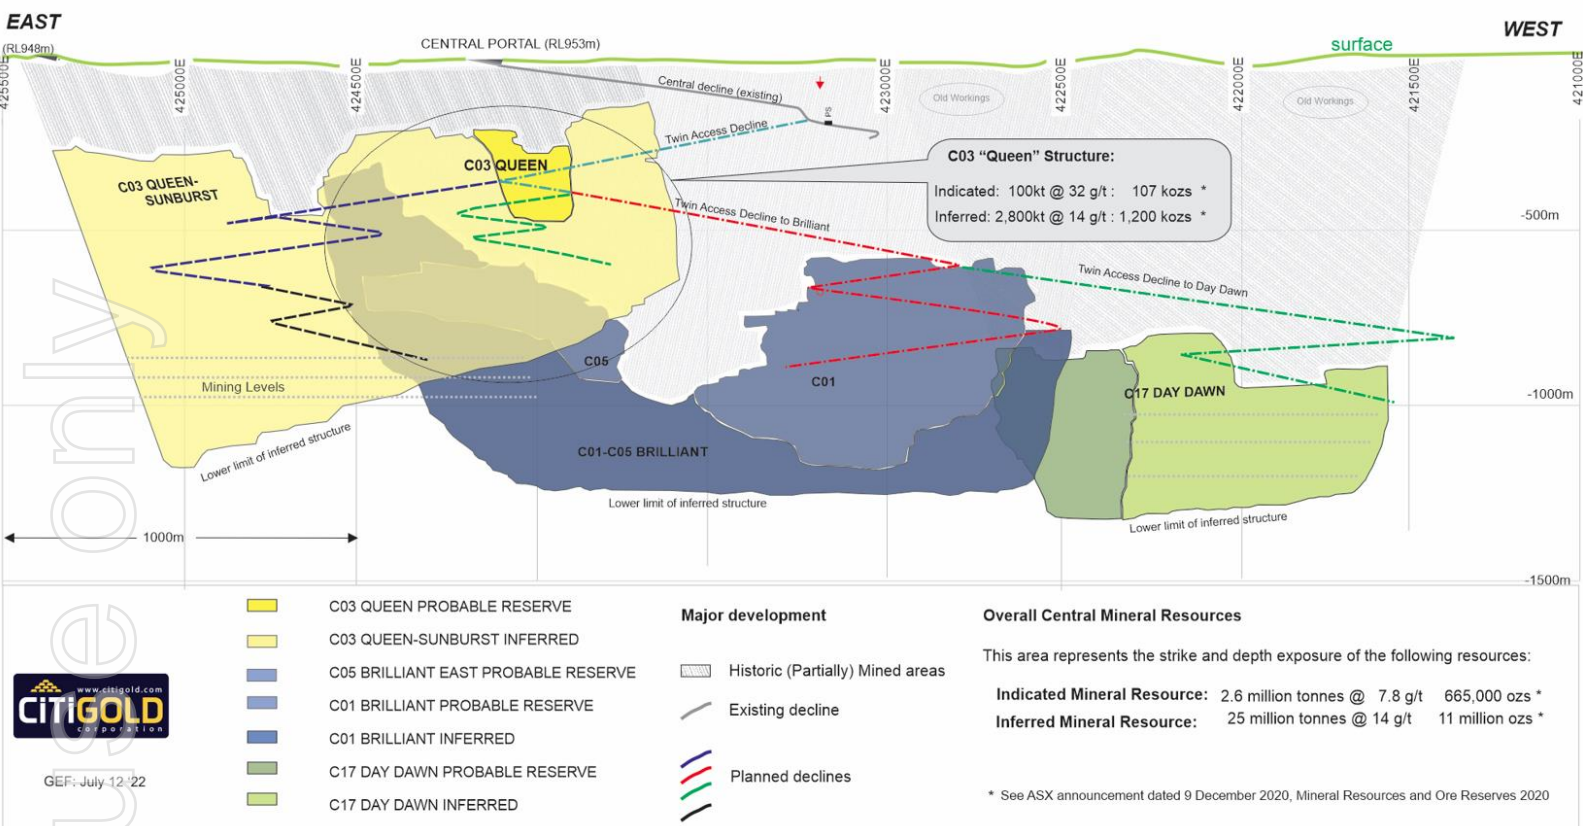 EAST
WEST
(RL948m)
CENTRAL PORTAL (RL953m)
surface
425500E
425000E
424500E
423000E
422500E
422000E
421500E
421000E
Central decline (existing)
PS
Old Workings
Old Workings
Twin Access Decline
C03 QUEEN
C03 QUEEN-
SUNBURST
C03 “Queen” Structure:
Indicated: 100kt @ 32 g/t : 107 kozs *
Inferred: 2,800kt @ 14 g/t : 1,200 kozs *
Twin Access Decline to Brilliant
-500m
Twin Access Decline to Day Dawn
C05
C01
Mining Levels
C17 DAY DAWN
-1000m
C01-C05 BRILLIANT
Lower limit of inferred structure
Lower limit of inferred structure
Lower limit of inferred structure
1000m
-1500m
use only
C03 QUEEN PROBABLE RESERVE
C03 QUEEN-SUNBURST INFERRED
C05 BRILLIANT EAST PROBABLE RESERVE
C01 BRILLIANT PROBABLE RESERVE
C01 BRILLIANT INFERRED
C17 DAY DAWN PROBABLE RESERVE
C17 DAY DAWN INFERRED
www.citigold.com
CiTiGOLD
corporation
GEF: July 12 '22
Major development
Historic (Partially) Mined areas
Existing decline
Planned declines
Overall Central Mineral Resources
This area represents the strike and depth exposure of the following resources:
Indicated Mineral Resource: 2.6 million tonnes @ 7.8 g/t 665,000 ozs *
Inferred Mineral Resource: 25 million tonnes @ 14 g/t 11 million ozs *
* See ASX announcement dated 9 December 2020, Mineral Resources and Ore Reserves 2020